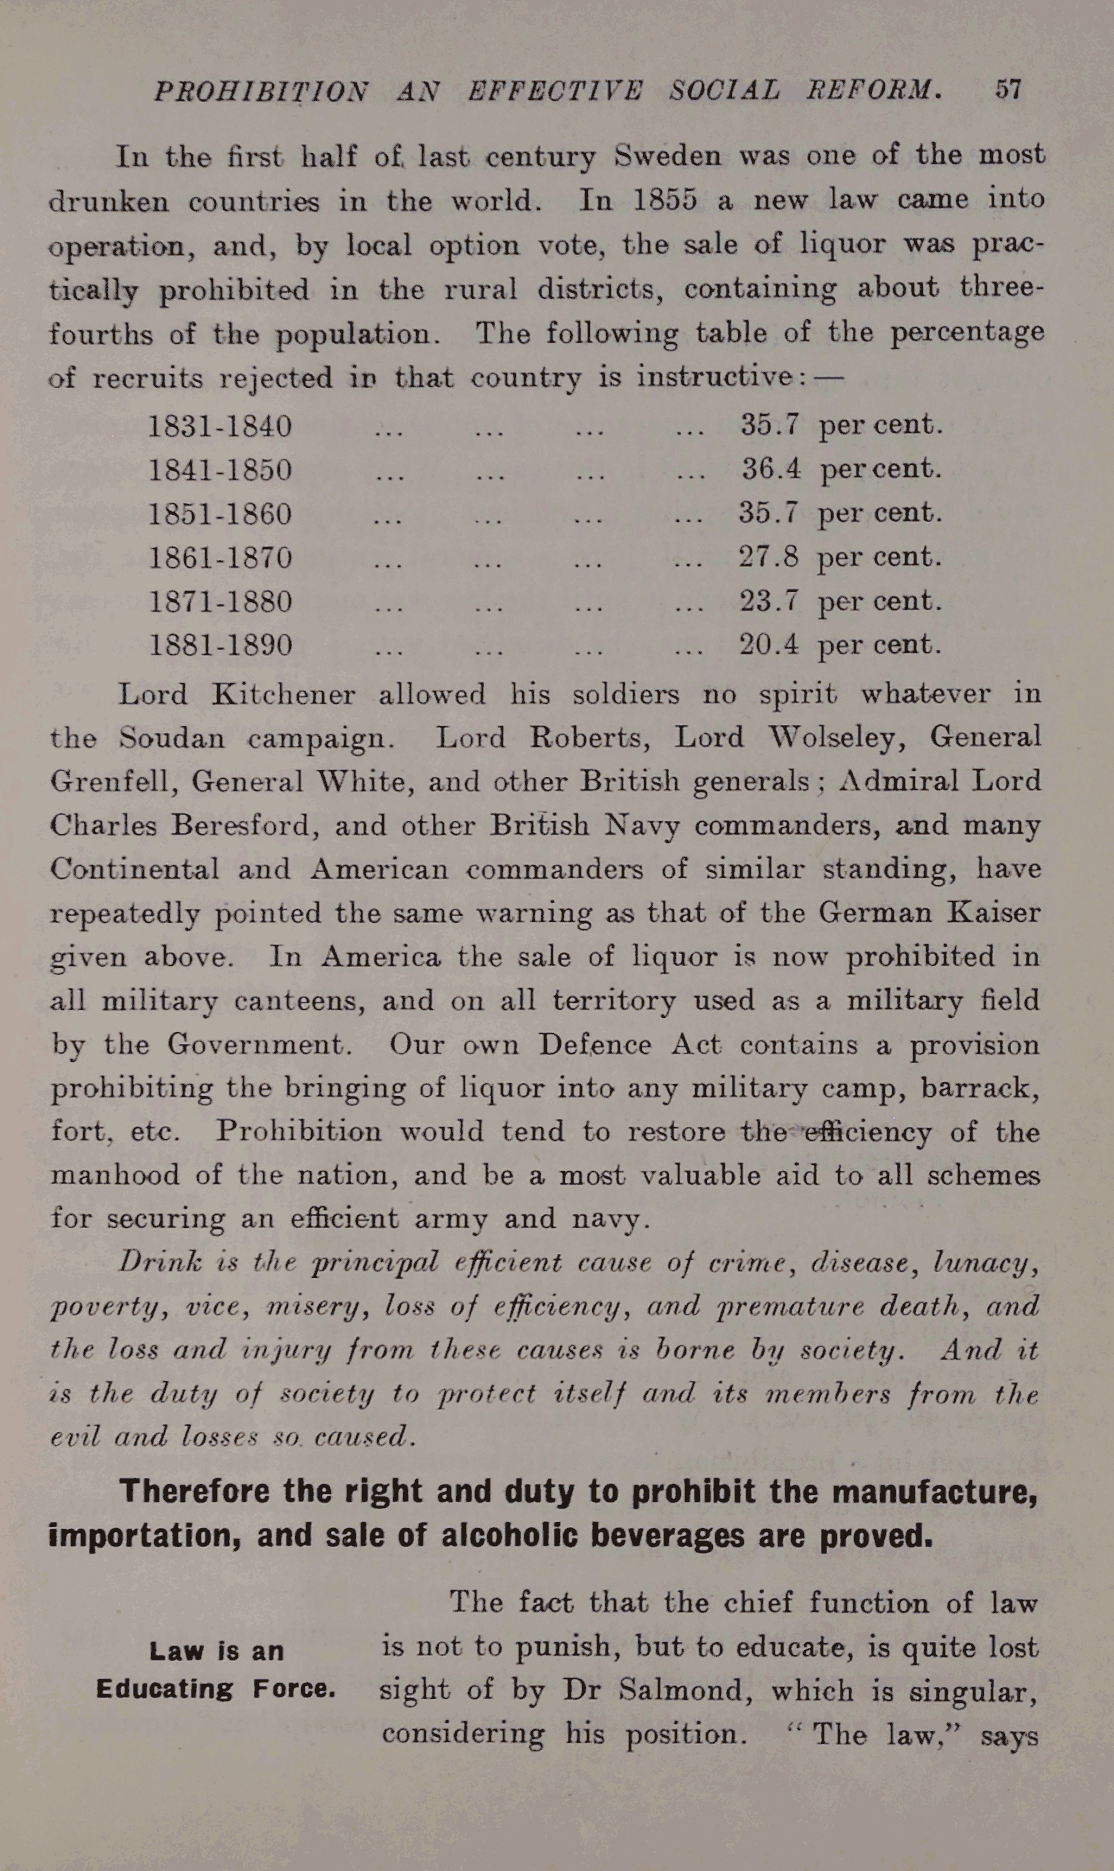 PROHIBITION AN EFFECTIVE SOCIAL REFORM. 57
In the first half of last century Sweden was one of the most
drunken countries in the world. In 1855 a new law came into
operation, and, by local option vote, the sale of liquor was prac-
tically prohibited in the rural districts, containing about three-
fourths of the population. The following table of the percentage
of recruits rejected in that country is instructive:—
1831-1840 ... ... ... ... 35.7 per cent.
1841-1850 ... ... ... ... 36.4 per cent.
1851-1860 ... ... ... ... 35.7 per cent.
1861-1870 ... ... ... ... 27.8 per cent.
1871-1880 ... ... ... ... 23.7 per cent.
1881-1890 ... ... ... ... 20.4 per cent.
Lord Kitchener allowed his soldiers no spirit whatever in
the Soudan campaign. Lord Roberts, Lord Wolseley, General
Grenfell, General White, and other British generals; Admiral Lord
Charles Beresford, and other British Navy commanders, and many
Continental and American commanders of similar standing, have
repeatedly pointed the same warning as that of the German Kaiser
given above. In America the sale of liquor is now prohibited in
all military canteens, and on all territory used as a military field
by the Government. Our own Defence Act contains a provision
prohibiting the bringing of liquor into any military camp, barrack,
fort, etc. Prohibition would tend to restore the efficiency of the
manhood of the nation, and be a most valuable aid to all schemes
for securing an efficient army and navy.
Drink is the principal efficient cause of crime, disease, lunacy,
poverty, vice, misery, loss of efficiency, and premature death, and
the loss and injury from these causes is borne by society. And it
is the duty of society to protect itself and its members from the
evil and losses so caused.
Therefore the right and duty to prohibit the manufacture,
importation, and sale of alcoholic beverages are proved.
Law is an
Educating Force.
The fact that the chief function of law
is not to punish, but to educate, is quite lost
sight of by Dr Salmond, which is singular,
considering his position. “The law,” says